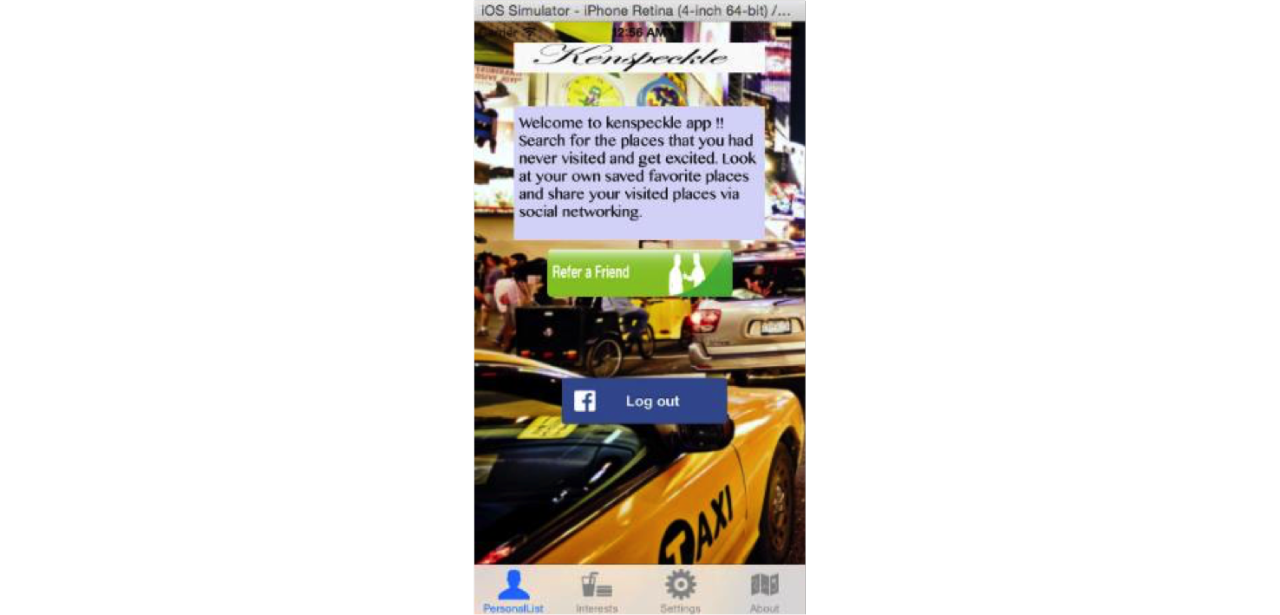 iOS Simulator - iPhone Retina (4-inch 64-bit) /...
Carrier 12:56 AM
Kenspeckle
Welcome to kenspeckle app !!
Search for the places that you had
never visited and get excited. Look
at your own saved favorite places
and share your visited places via
social networking.
Refer a Friend
Log out
TAXI
PersonalList Interests Settings About